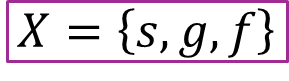 X = {s, g, f}